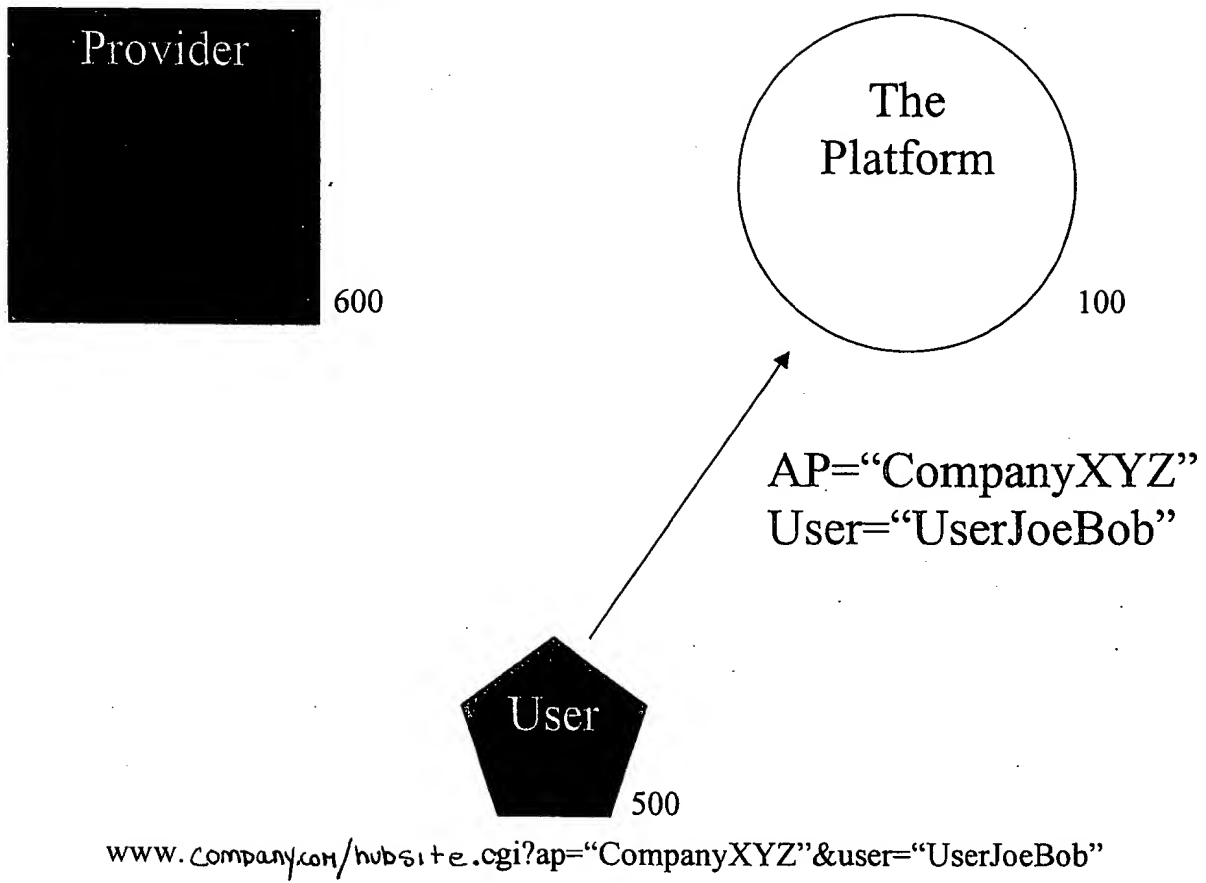 Provider
600
The
Platform
100
AP=“CompanyXYZ”
User=“UserJoeBob”
User
500
www.company.com/hubsite.cgi?ap=“CompanyXYZ”&user=“UserJoeBob”